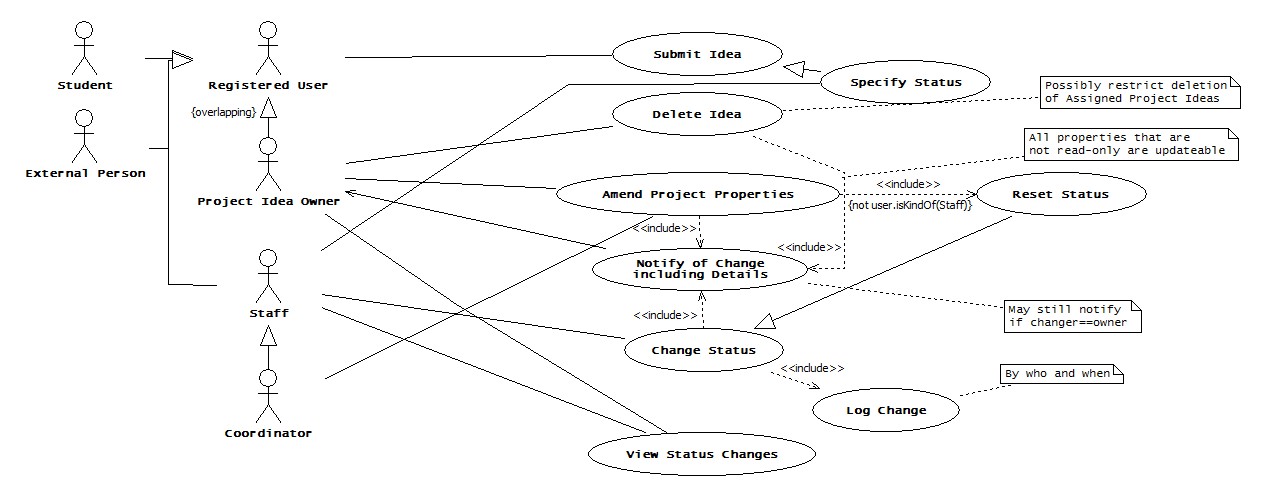 Student
Registered User
Submit Idea
Specify Status
Possibly restrict deletion
of Assigned Project Ideas
{overlapping}
Delete Idea
External Person
All properties that are
not read-only are updateable
Project Idea Owner
Amend Project Properties
<<include>>
{not user.isKindOf(Staff)}
Reset Status
<<include>>
<<include>>
Notify of Change
including Details
Staff
<<include>>
May still notify
if changer==owner
Change Status
<<include>>
By who and when
Log Change
Coordinator
View Status Changes